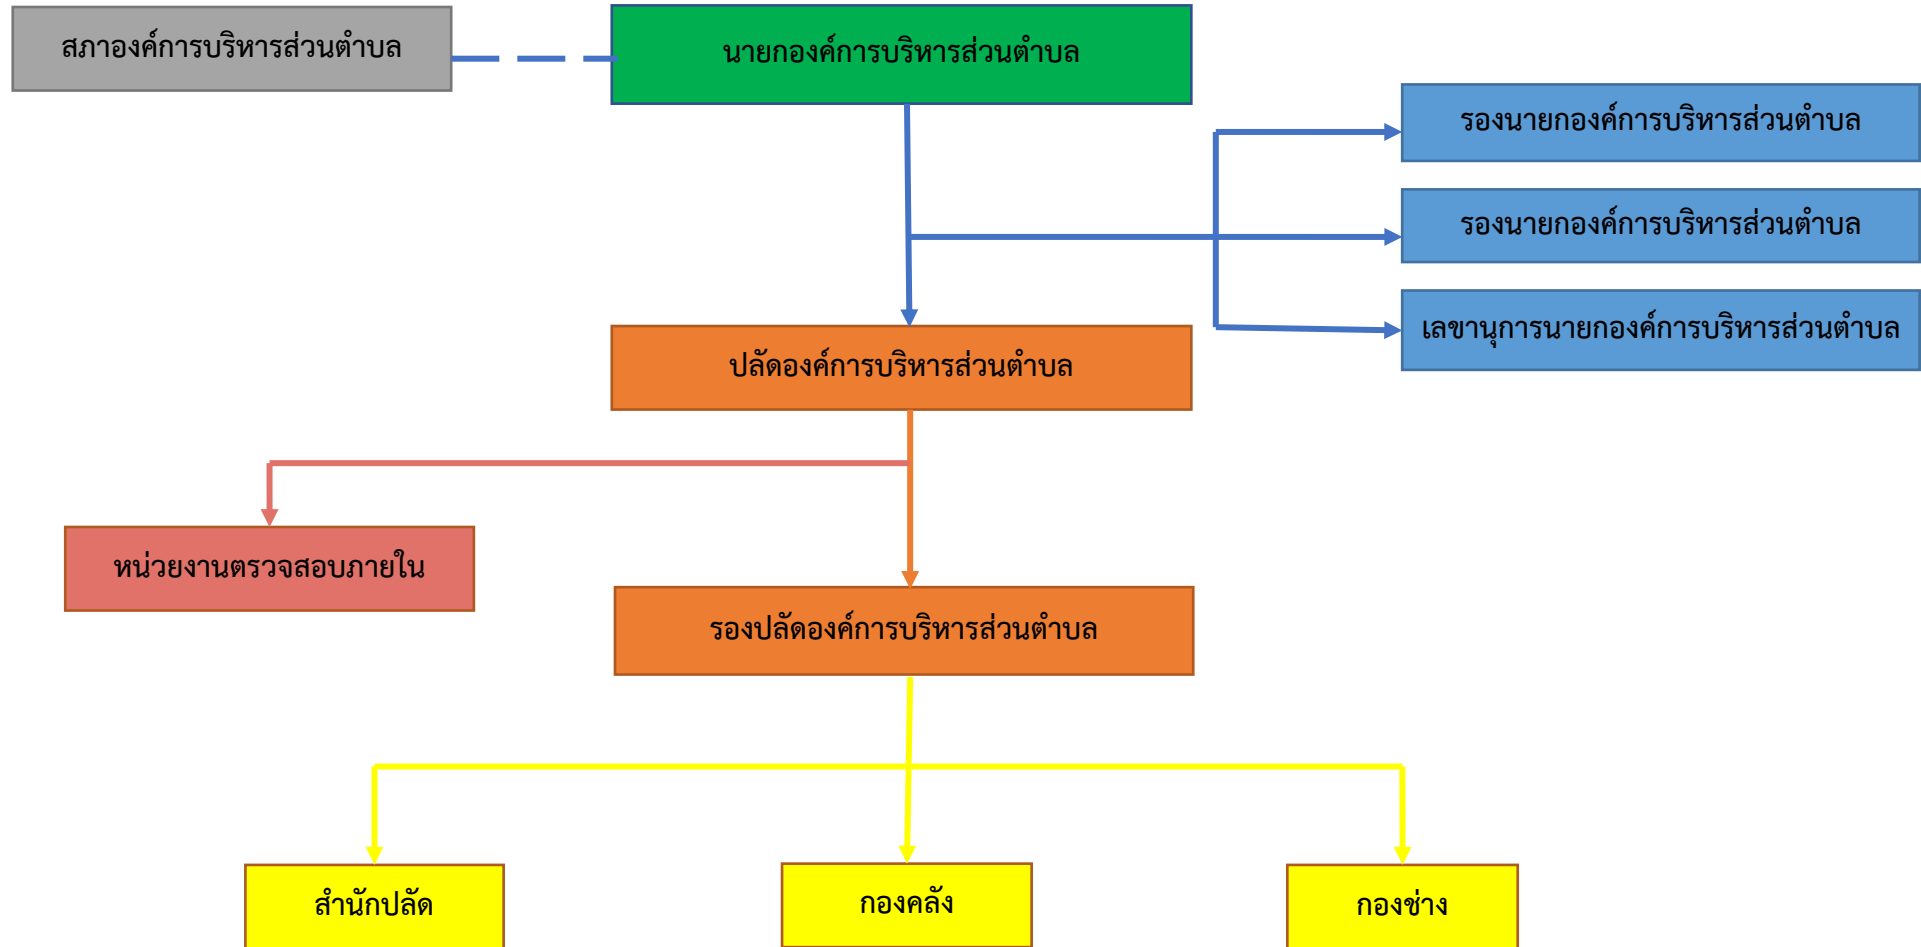 สภาองค์การบริหารส่วนตำบล
นายกองค์การบริหารส่วนตำบล
รองนายกองค์การบริหารส่วนตำบล
รองนายกองค์การบริหารส่วนตำบล
เลขานุการนายกองค์การบริหารส่วนตำบล
ปลัดองค์การบริหารส่วนตำบล
หน่วยงานตรวจสอบภายใน
รองปลัดองค์การบริหารส่วนตำบล
สำนักปลัด
กองคลัง
กองช่าง